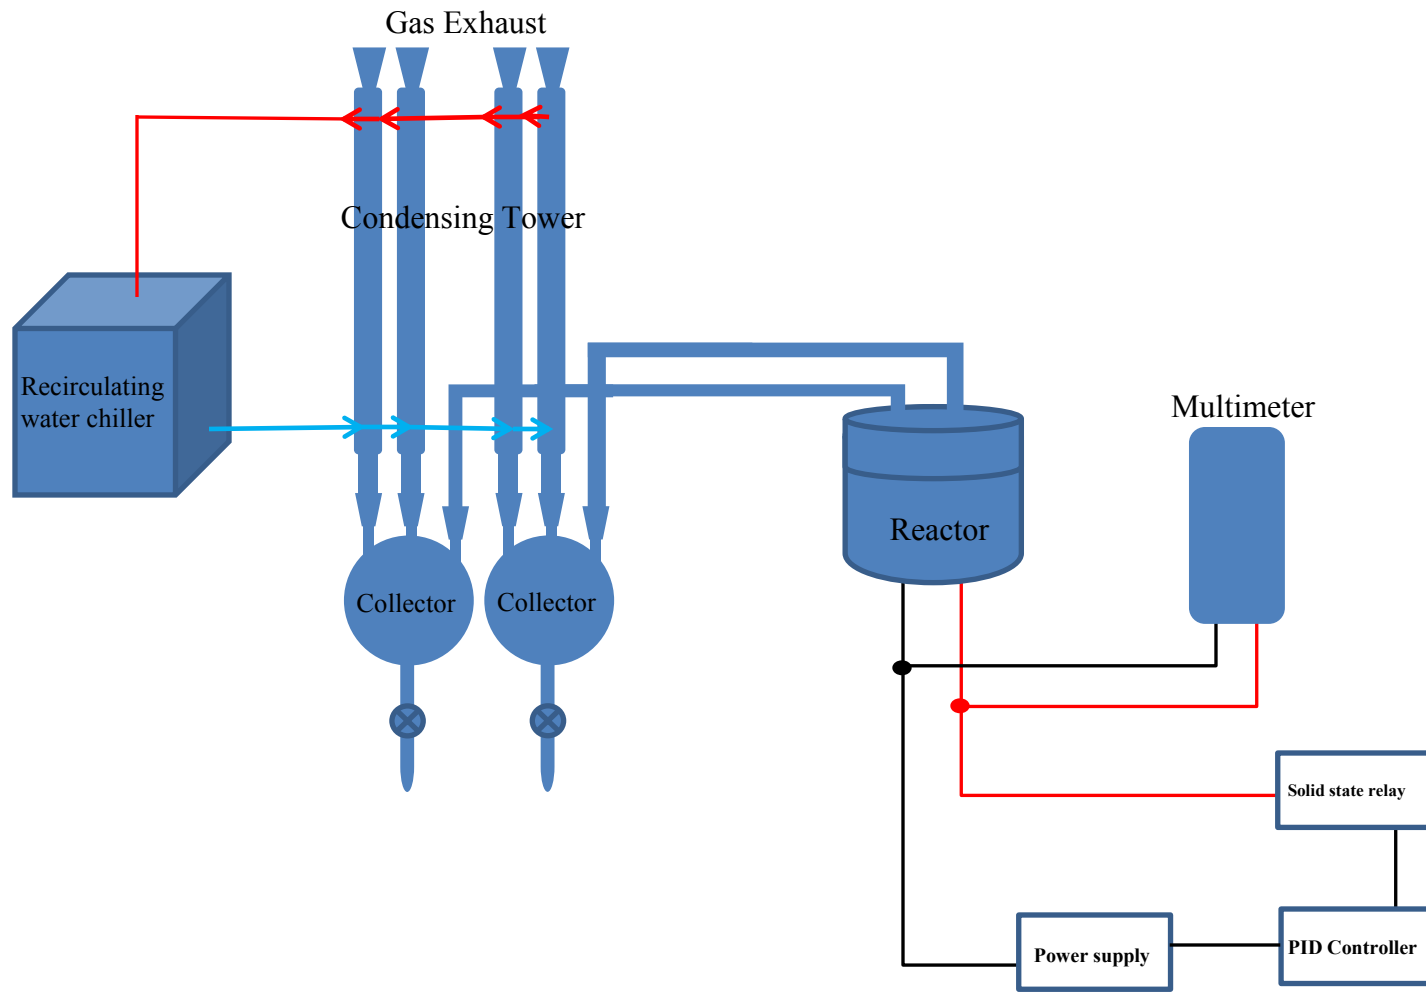 Gas Exhaust
Condensing Tower
Recirculating
water chiller
Multimeter
Reactor
Collector
Collector
Solid state relay
Power supply
PID Controller